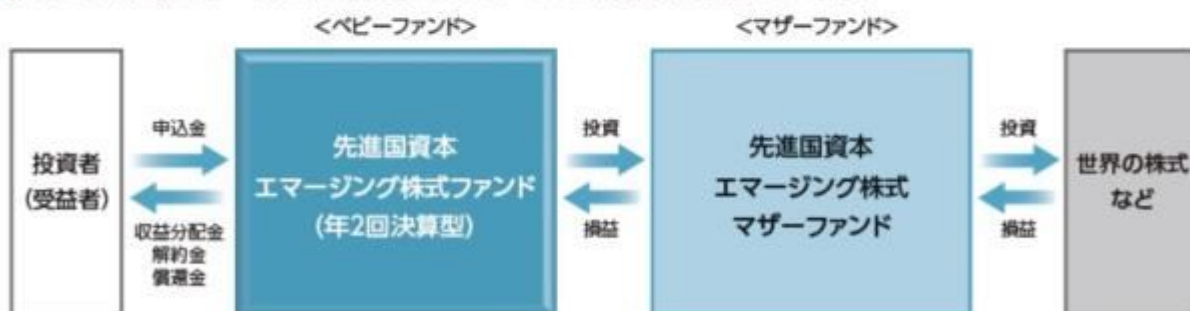 <ベビーファンド>
<マザーファンド>
投資者
(受益者)
申込金
収益分配金
解約金
償還金
先進国資本
エマージング株式ファンド
(年2回決算型)
投資
損益
先進国資本
エマージング株式
マザーファンド
投資
損益
世界の株式
など